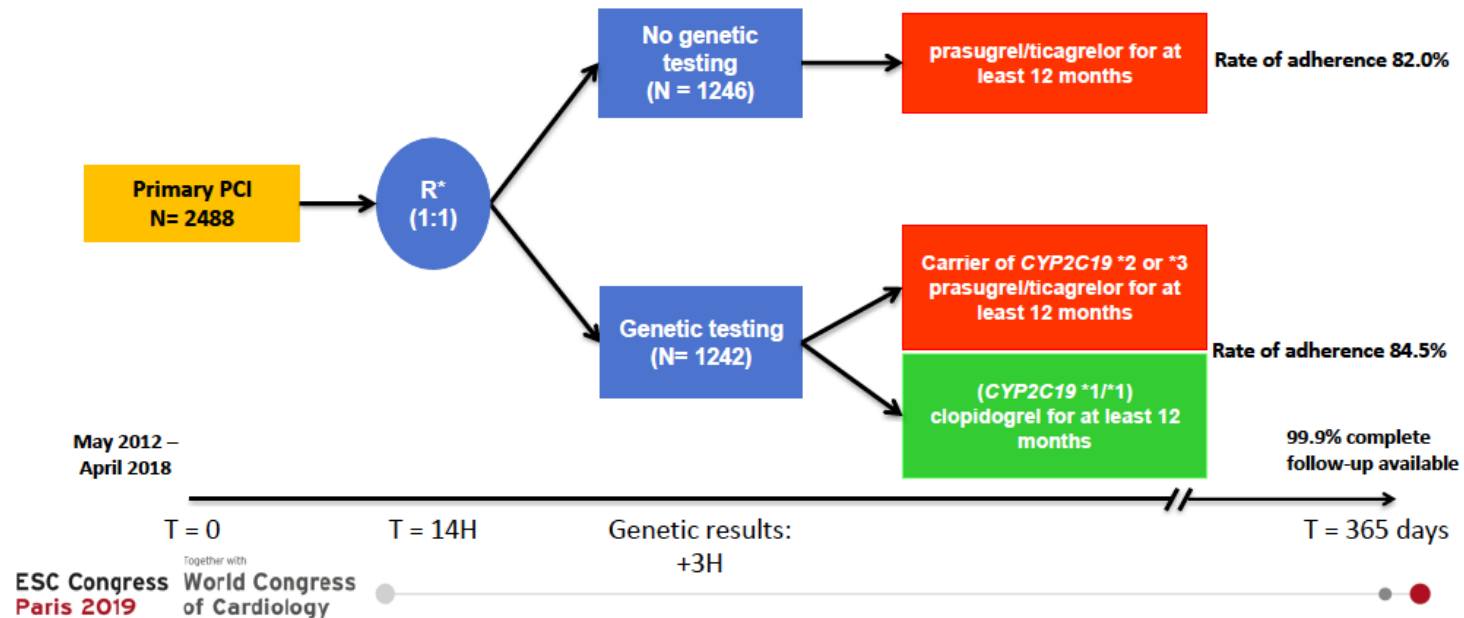 No genetic
testing
(N = 1246)
prasugrel/ticagrelor for at
least 12 months
Rate of adherence 82.0%
Primary PCI
N= 2488
R*
(1:1)
Genetic testing
(N= 1242)
Carrier of CYP2C19 *2 or *3
prasugrel/ticagrelor for at
least 12 months
Rate of adherence 84.5%
(CYP2C19 *1/*1)
clopidogrel for at least 12
months
May 2012 –
April 2018
99.9% complete
follow-up available
T = 0
T = 14H
Genetic results:
+3H
T = 365 days
ESC Congress
Paris 2019
Together with
World Congress
of Cardiology